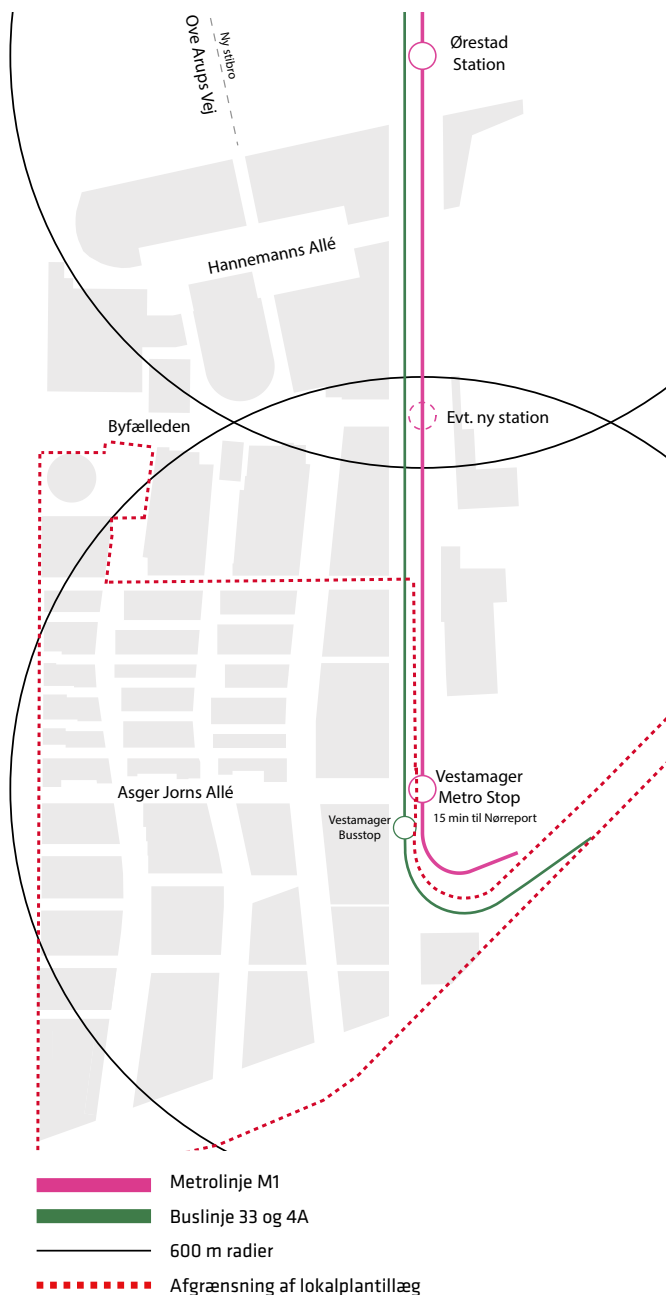 Ny stibro
Ove Arups Vej
Ørestad
Station
Hannemanns Allé
Evt. ny station
Byfælleden
Vestamager
Metro Stop
15 min til Nørreport
Asger Jorns Allé
Vestamager
Busstop
Metrolinje M1
Buslinje 33 og 4A
600 m radier
Afgrænsning af lokalplantillæg